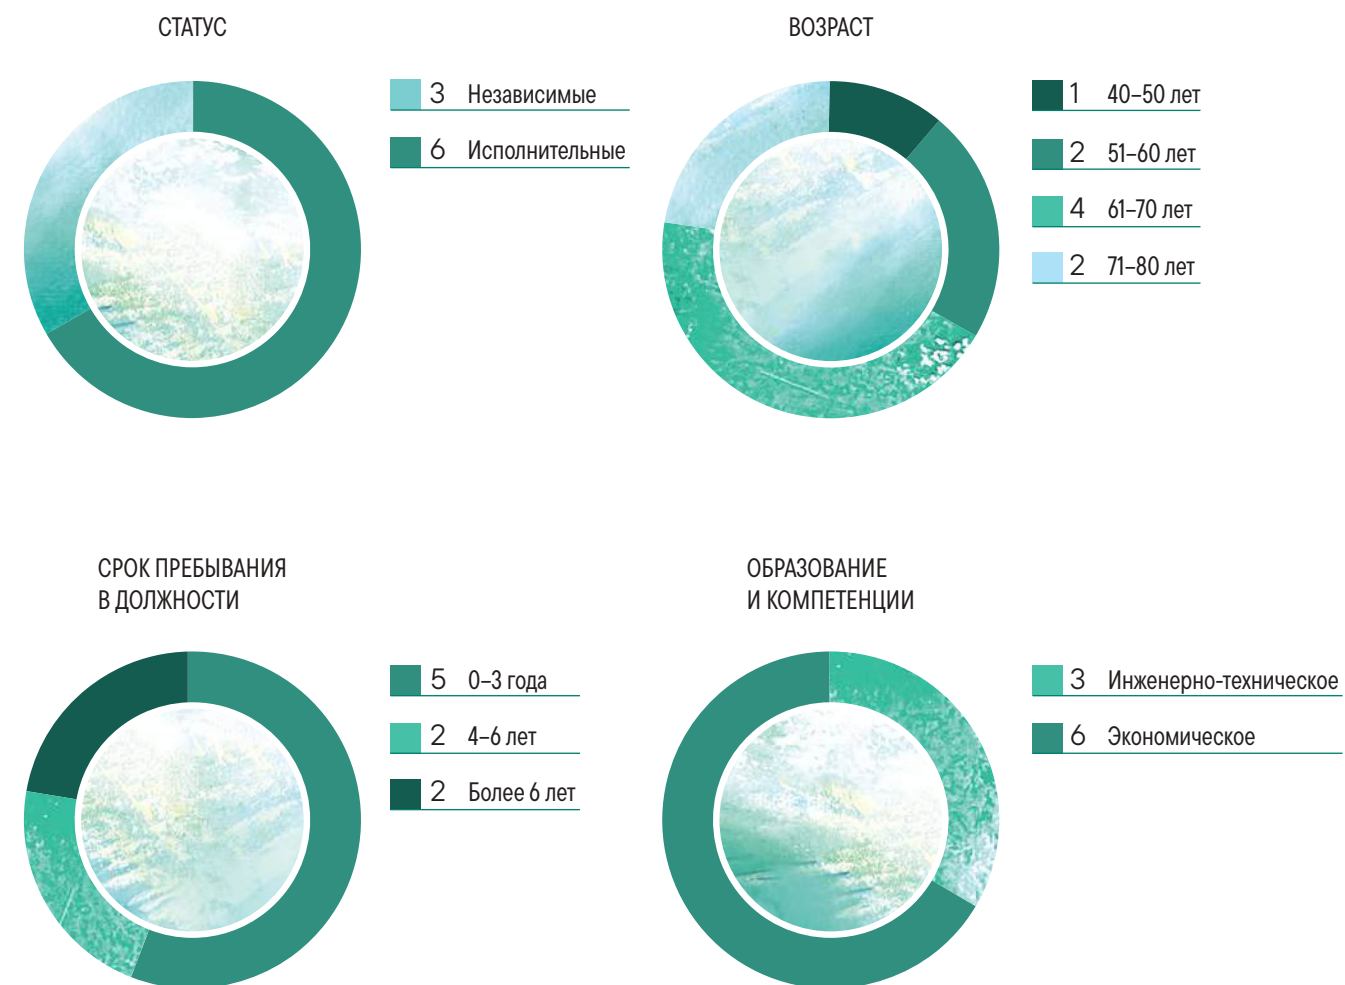 СТАТУС
3 Независимые
6 Исполнительные
ВОЗРАСТ
1 40–50 лет
2 51–60 лет
4 61–70 лет
2 71–80 лет
СРОК ПРЕБЫВАНИЯ
В ДОЛЖНОСТИ
5 0–3 года
2 4–6 лет
2 Более 6 лет
ОБРАЗОВАНИЕ
И КОМПЕТЕНЦИИ
3 Инженерно-техническое
6 Экономическое